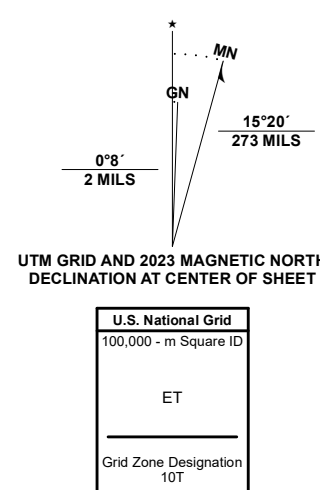 ★
MN
GN
15°20´
273 MILS
0°8´
2 MILS
UTM GRID AND 2023 MAGNETIC NORTH
DECLINATION AT CENTER OF SHEET
U.S. National Grid
100,000 - m Square ID
ET
Grid Zone Designation
10T